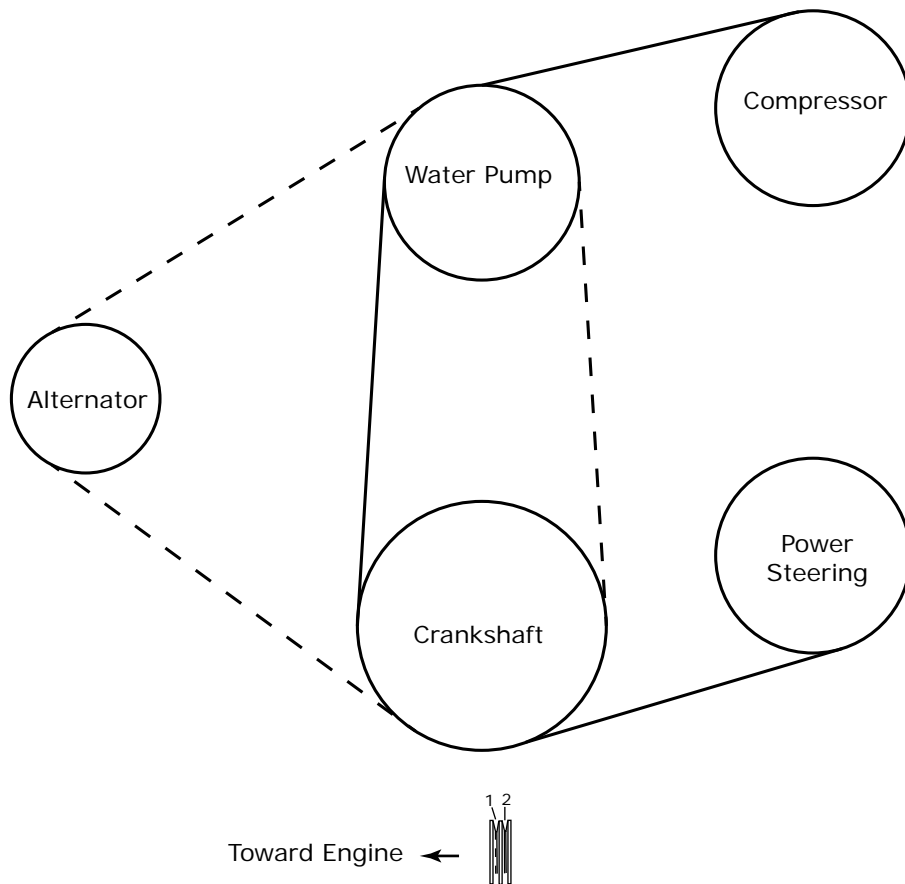 Compressor
Water Pump
Alternator
Power
Steering
Crankshaft
1 2
Toward Engine